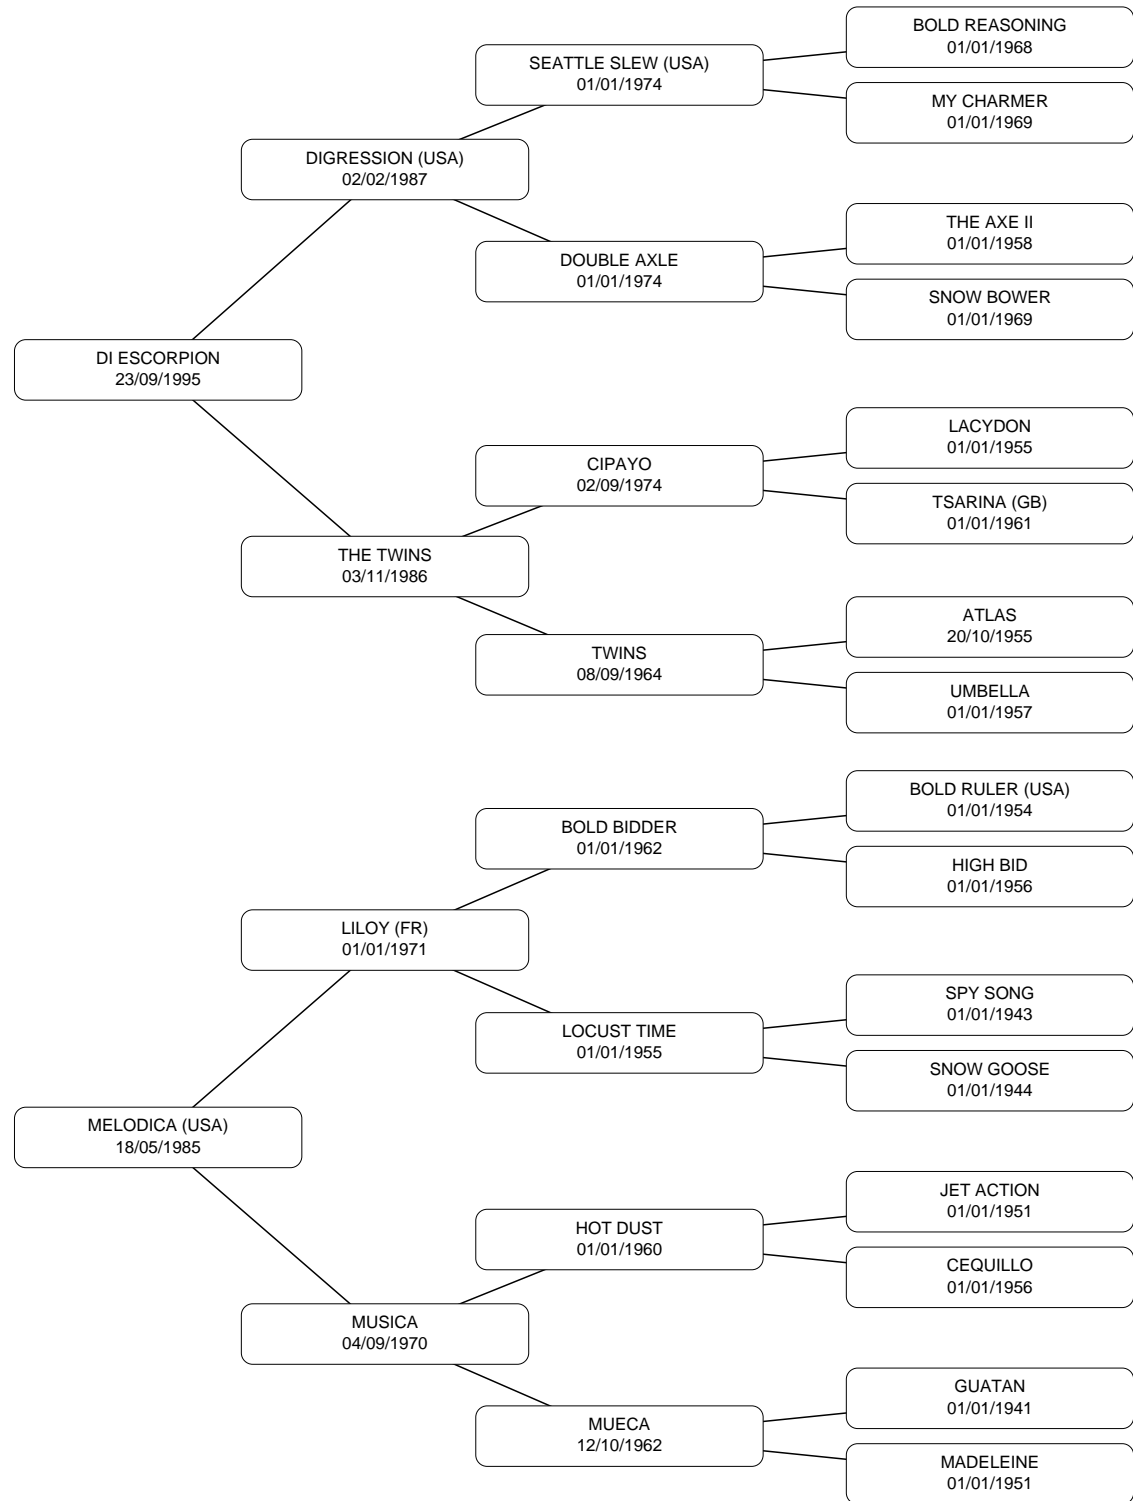 BOLD REASONING
01/01/1968
SEATTLE SLEW (USA)
01/01/1974
MY CHARMER
01/01/1969
DIGRESSION (USA)
02/02/1987
THE AXE II
01/01/1958
DOUBLE AXLE
01/01/1974
SNOW BOWER
01/01/1969
DI ESCORPION
23/09/1995
LACYDON
01/01/1955
CIPAYO
02/09/1974
TSARINA (GB)
01/01/1961
THE TWINS
03/11/1986
ATLAS
20/10/1955
TWINS
08/09/1964
UMBELLA
01/01/1957
BOLD RULER (USA)
01/01/1954
BOLD BIDDER
01/01/1962
HIGH BID
01/01/1956
LILOY (FR)
01/01/1971
SPY SONG
01/01/1943
LOCUST TIME
01/01/1955
SNOW GOOSE
01/01/1944
MELODICA (USA)
18/05/1985
JET ACTION
01/01/1951
HOT DUST
01/01/1960
CEQUILLO
01/01/1956
MUSICA
04/09/1970
GUATAN
01/01/1941
MUECA
12/10/1962
MADELEINE
01/01/1951